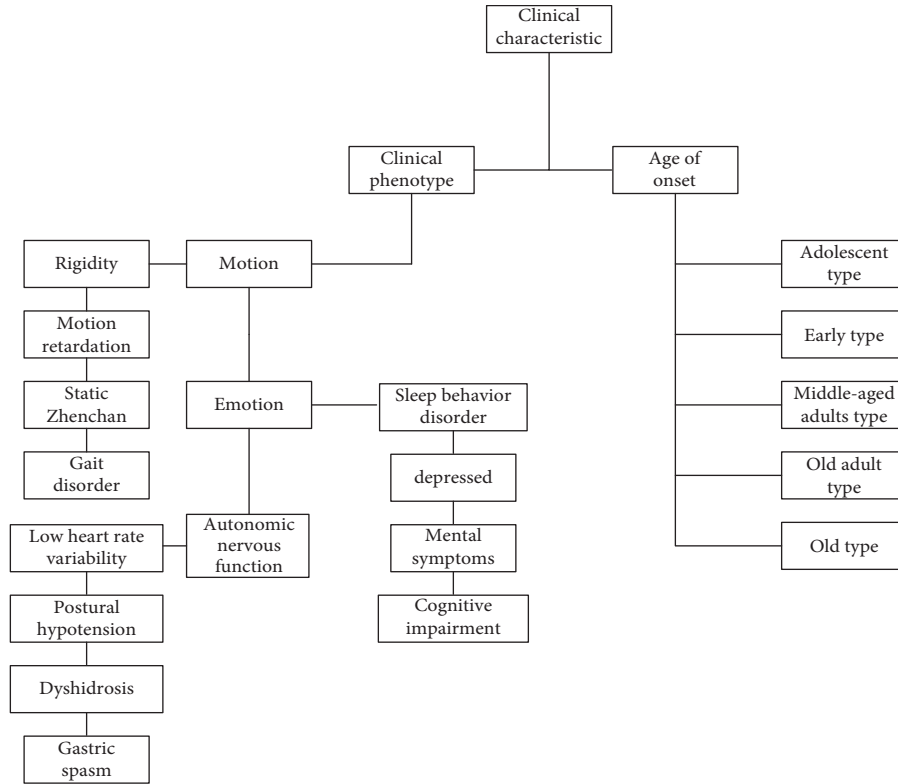 Clinical
characteristic
Clinical
phenotype
Age of
onset
Rigidity
Motion
Adolescent
type
Motion
retardation
Early type
Static
Zhenchan
Emotion
Sleep behavior
disorder
Middle-aged
adults type
Gait
disorder
depressed
Old adult
type
Low heart rate
variability
Autonomic
nervous
function
Mental
symptoms
Old type
Postural
hypotension
Cognitive
impairment
Dyshidrosis
Gastric
spasm